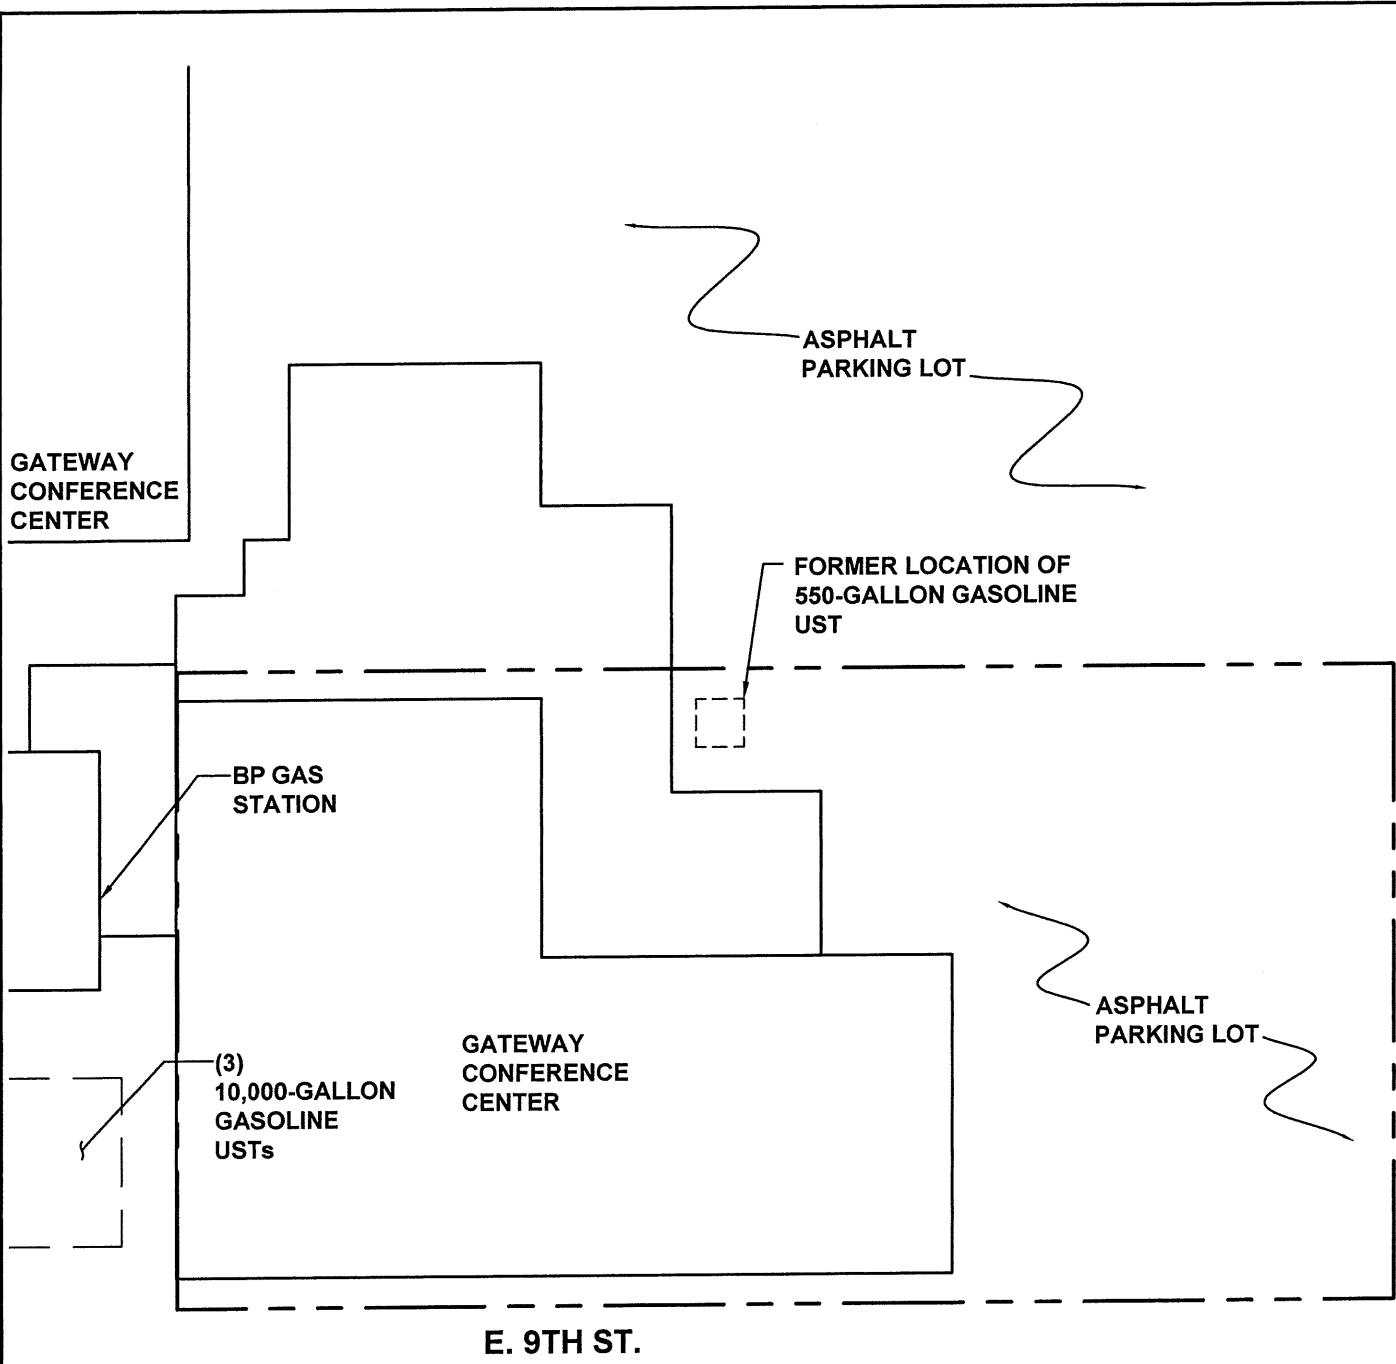 ASPHALT
PARKING LOT
GATEWAY
CONFERENCE
CENTER
FORMER LOCATION OF
550-GALLON GASOLINE
UST
BP GAS
STATION
ASPHALT
PARKING LOT
GATEWAY
CONFERENCE
CENTER
(3)
10,000-GALLON
GASOLINE
USTs
E. 9TH ST.